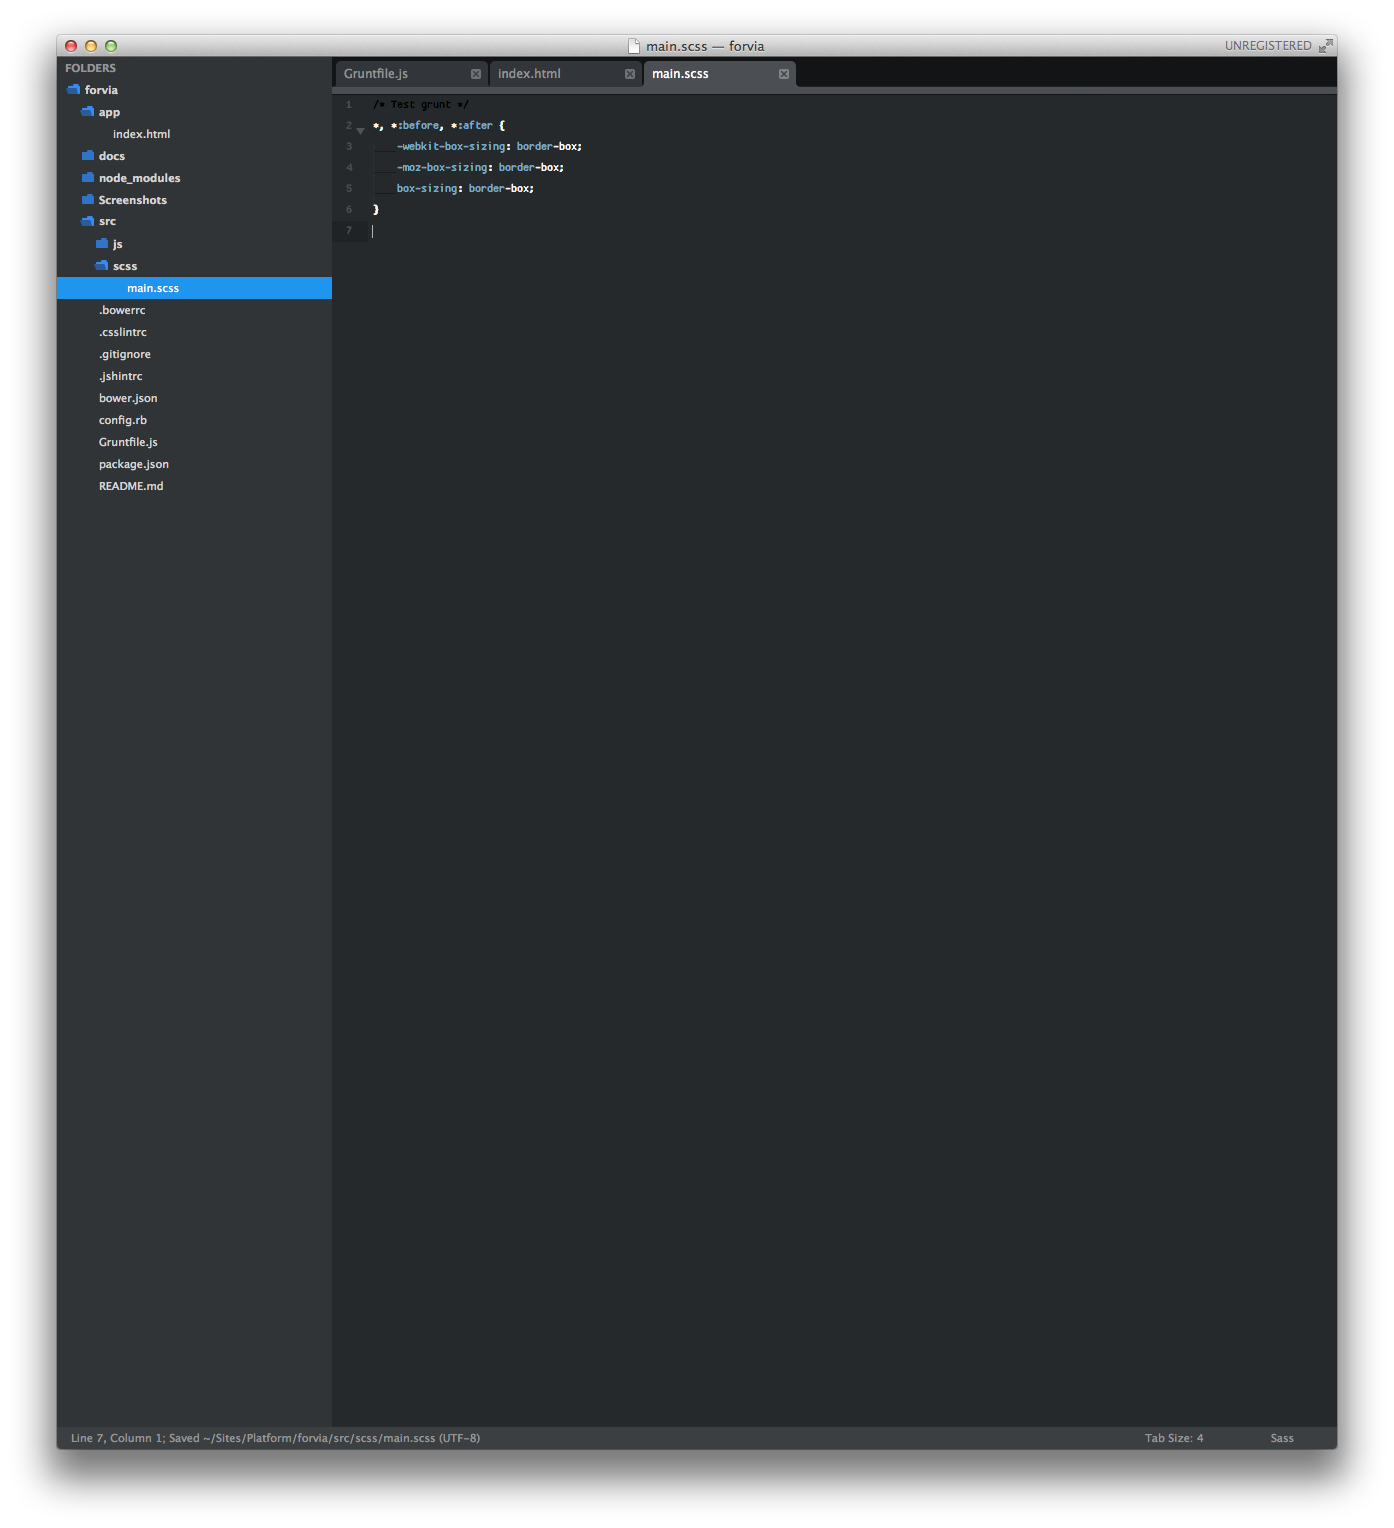 main.scss — forvia
UNREGISTERED
FOLDERS
forvia
app
index.html
docs
node_modules
Screenshots
src
js
scss
main.scss
.bowerrc
.csslintrc
.gitignore
.jshintrc
bower.json
config.rb
Gruntfile.js
package.json
README.md
Gruntfile.js
index.html
main.scss
1 /* Test grunt */
2 *, *:before, *:after {
3 -webkit-box-sizing: border-box;
4 -moz-box-sizing: border-box;
5 box-sizing: border-box;
6 }
7
Line 7, Column 1; Saved ~/Sites/Platform/forvia/src/scss/main.scss (UTF-8)
Tab Size: 4
Sass